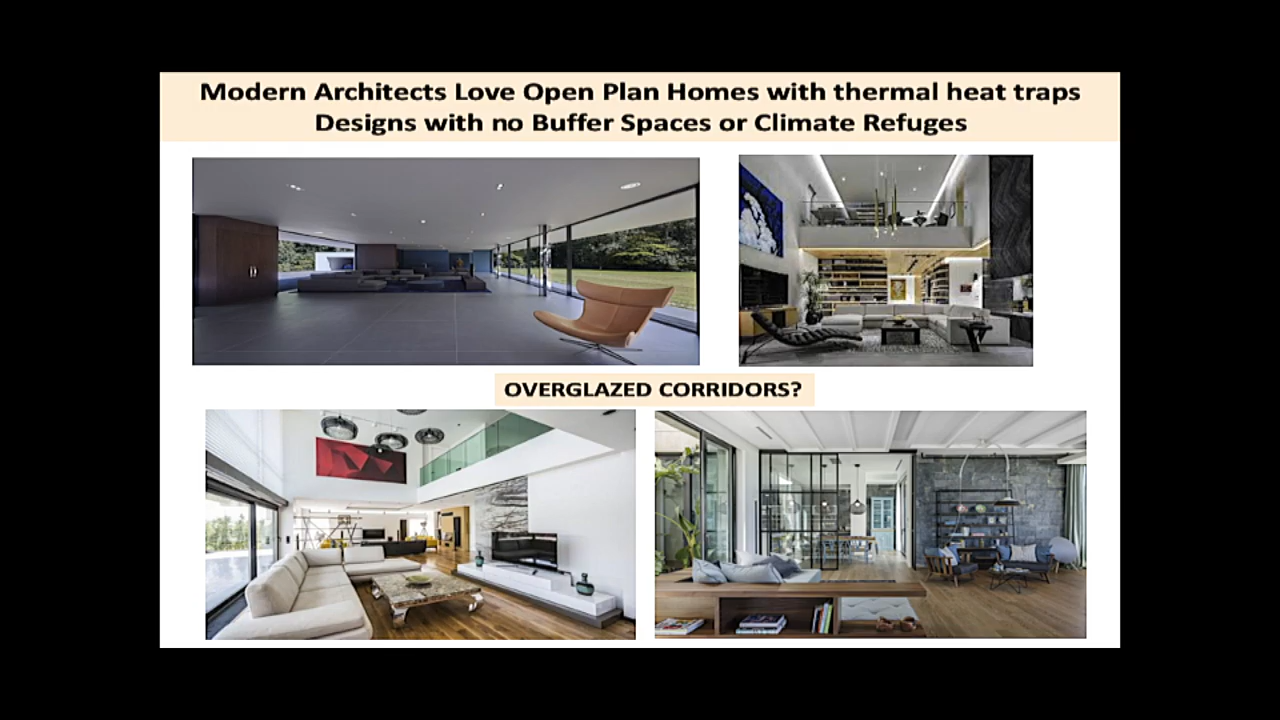 Modern Architects Love Open Plan Homes with thermal heat traps
Designs with no Buffer Spaces or Climate Refuges
OVERGLAZED CORRIDORS?